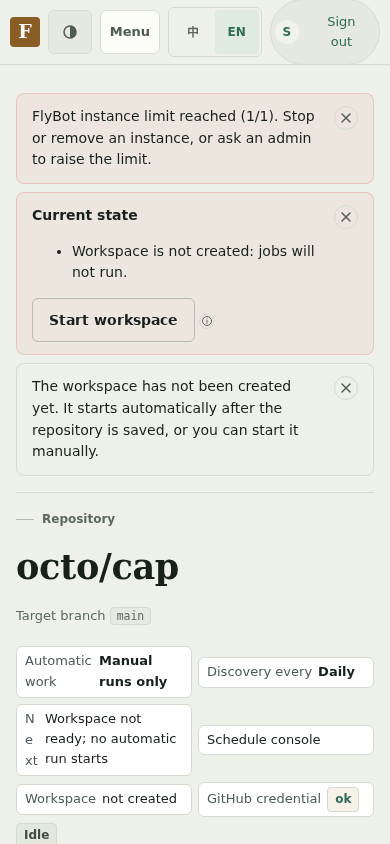 F
Menu
中
EN
S
Sign
out
FlyBot instance limit reached (1/1). Stop
or remove an instance, or ask an admin
to raise the limit.
Current state
• Workspace is not created: jobs will
not run.
Start workspace
The workspace has not been created
yet. It starts automatically after the
repository is saved, or you can start it
manually.
Repository
octo/cap
Target branch main
Automatic
work
Manual
runs only
Discovery every Daily
N
e
xt
Workspace not
ready; no automatic
run starts
Schedule console
Workspace not created
GitHub credential ok
Idle